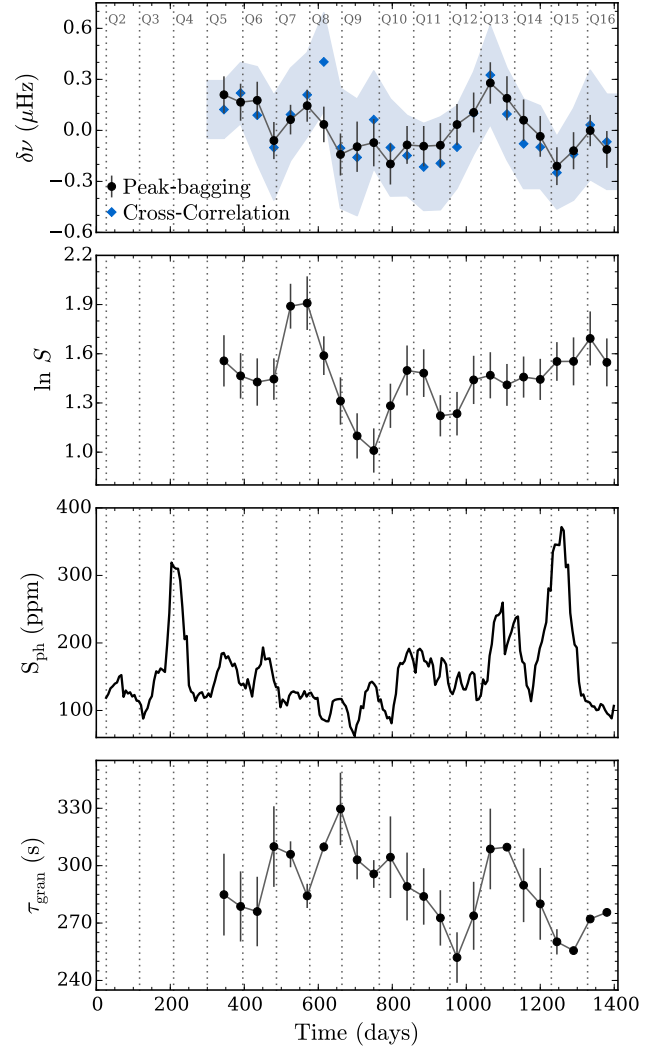 Q2 Q3 Q4 Q5 Q6 Q7 Q8 Q9 Q10 Q11 Q12 Q13 Q14 Q15 Q16
0.6
0.3
0.0
−0.3
−0.6
δν (μHz)
Peak-bagging
Cross-Correlation
2.2
1.9
1.6
1.3
1.0
ln S
400
300
200
100
S_ph (ppm)
330
300
270
240
τ_gran (s)
0 200 400 600 800 1000 1200 1400
Time (days)